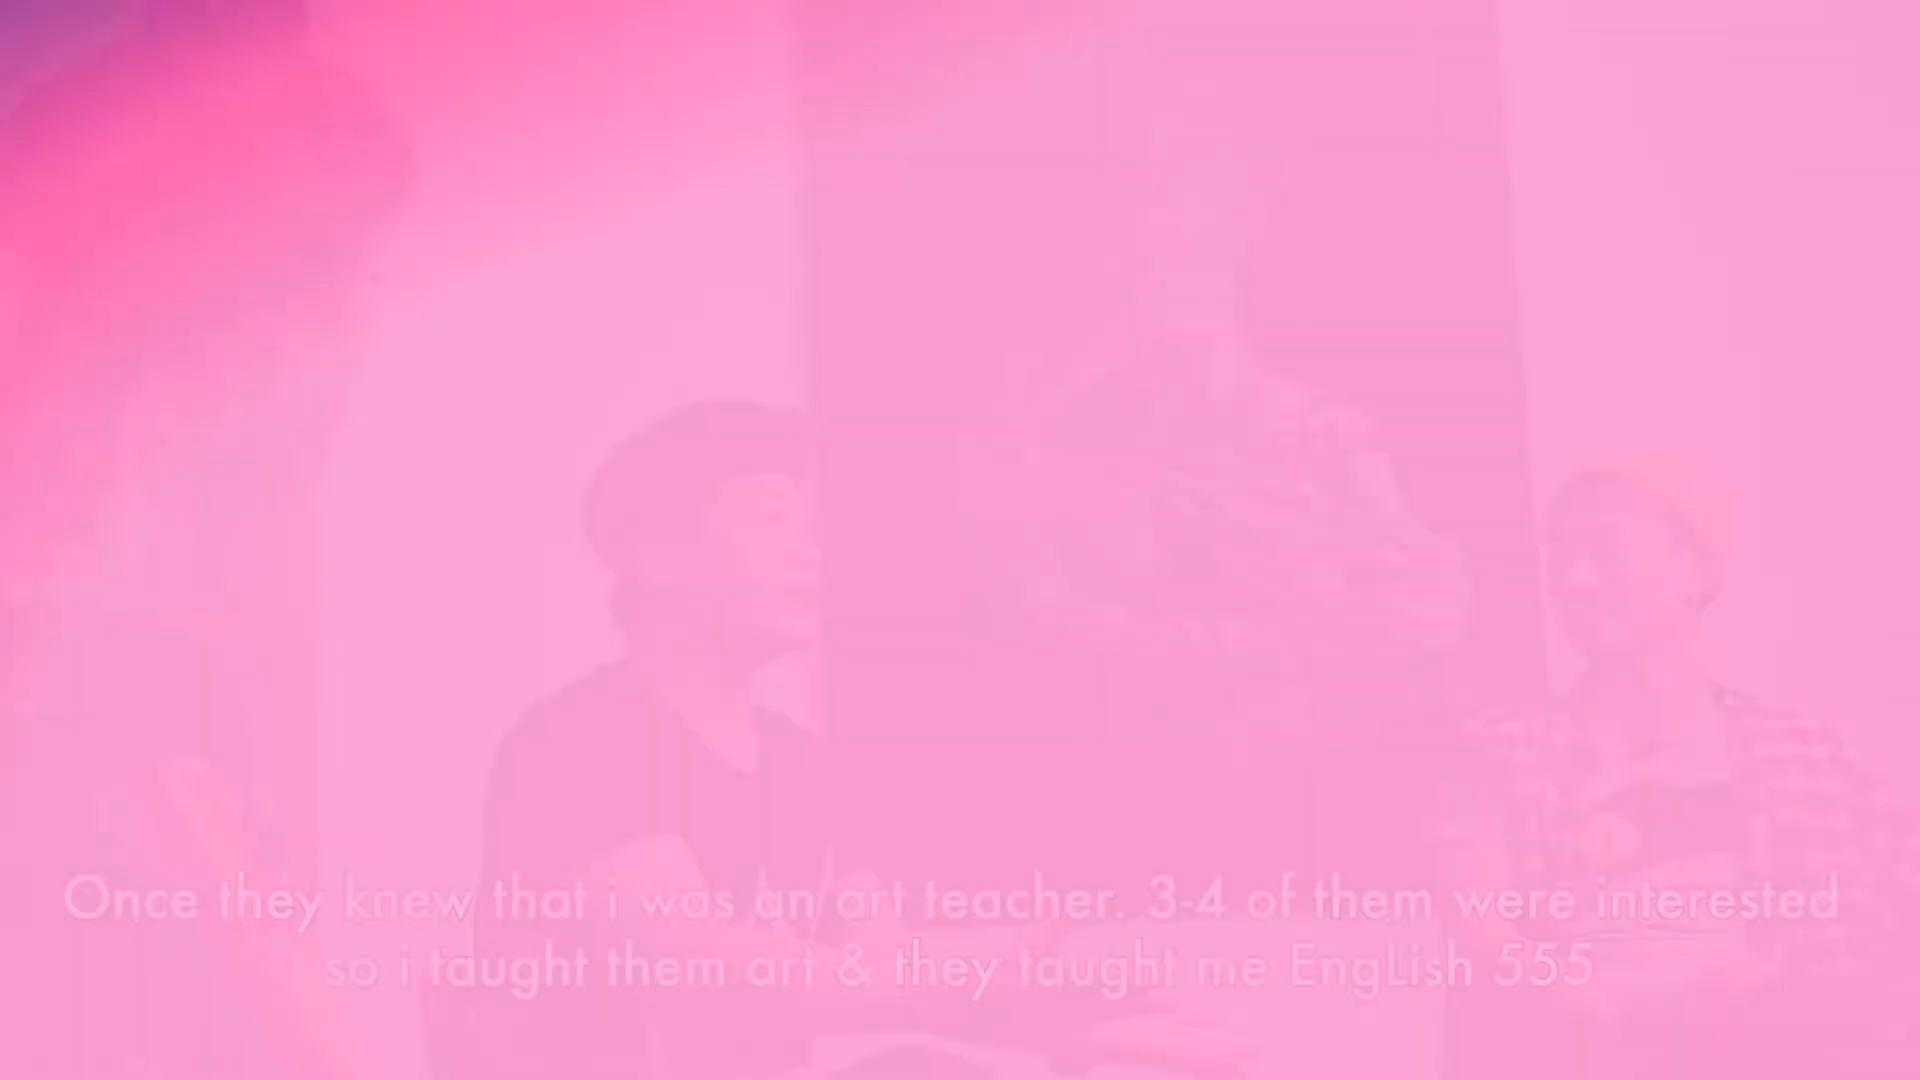 Once they knew that i was an art teacher. 3-4 of them were interested
so i taught them art & they taught me EngLish 555